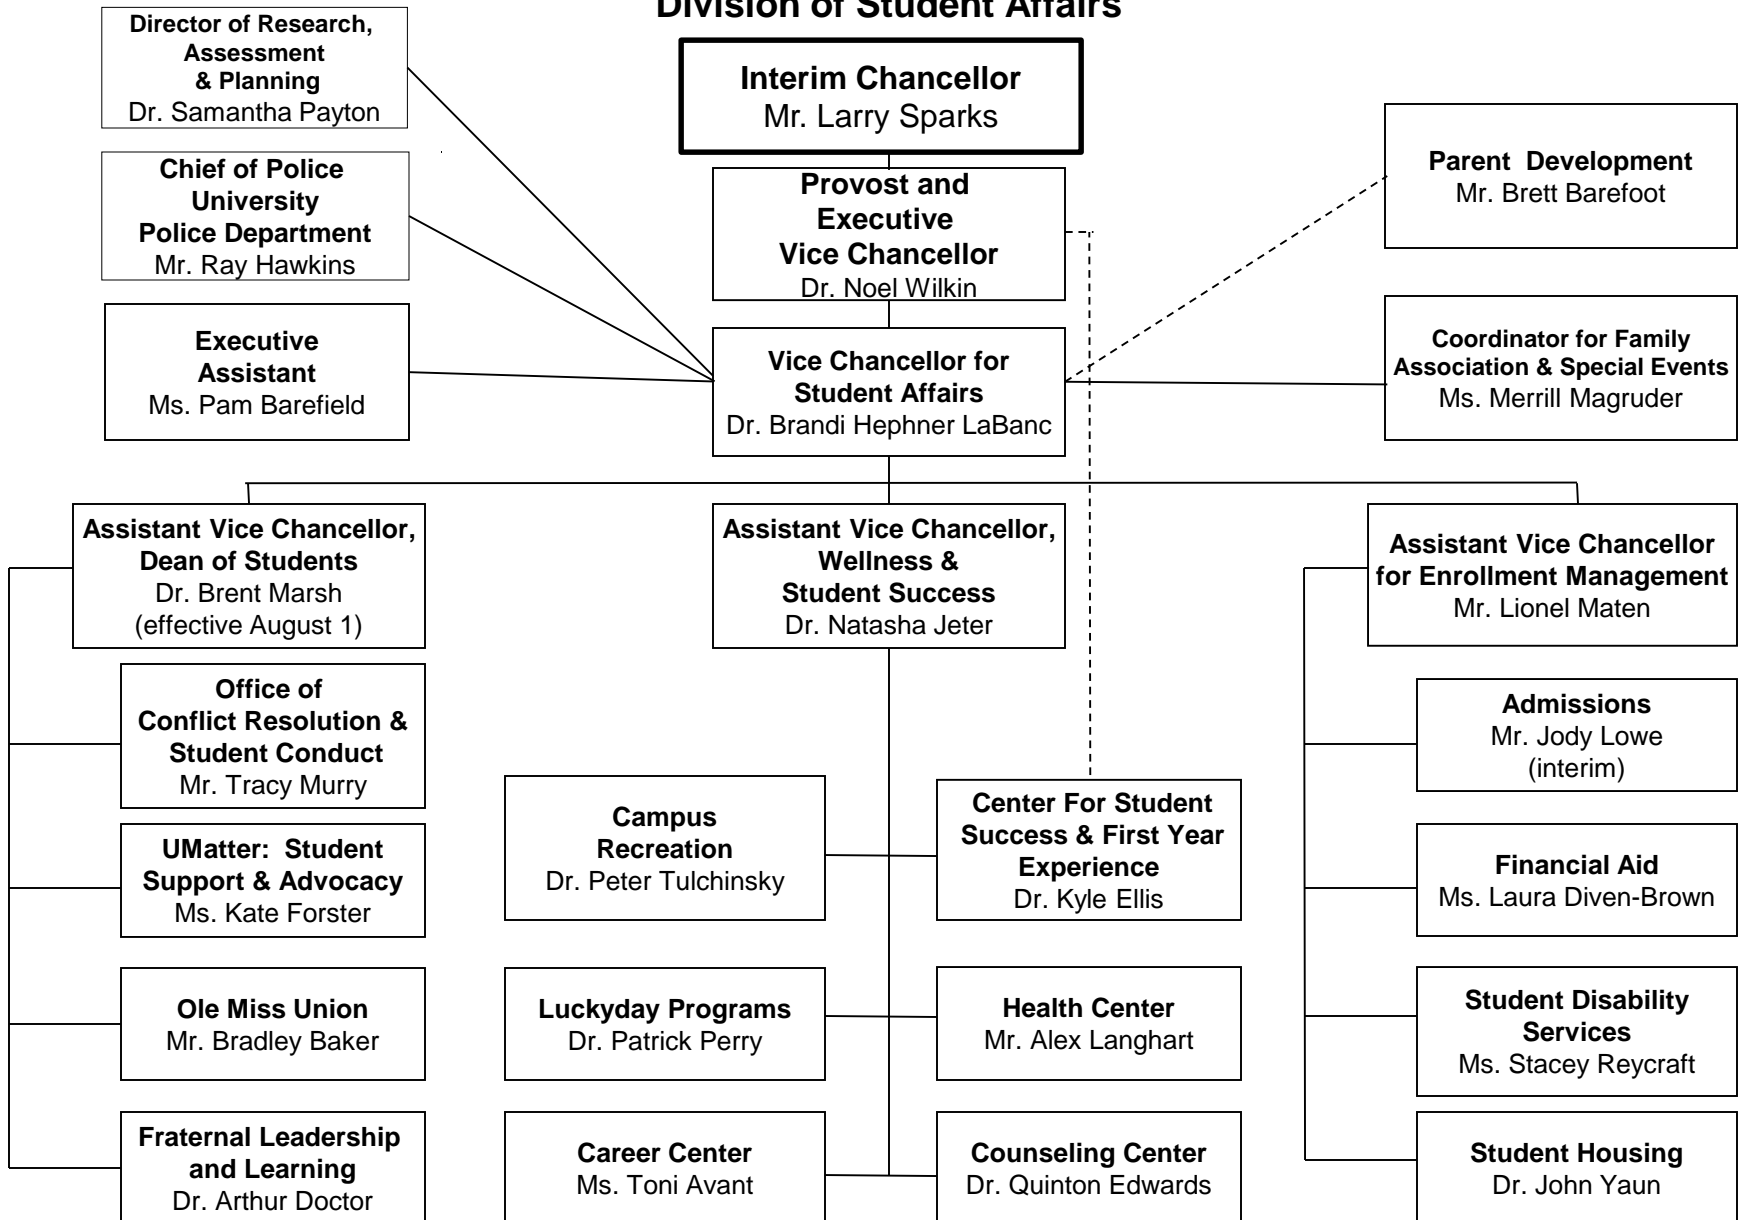 Division of Student Affairs
Director of Research,
Assessment
& Planning
Dr. Samantha Payton
Interim Chancellor
Mr. Larry Sparks
Parent  Development
Mr. Brett Barefoot
Chief of Police
University
Police Department
Mr. Ray Hawkins
Provost and
Executive
Vice Chancellor
Dr. Noel Wilkin
Executive
Assistant
Ms. Pam Barefield
Vice Chancellor for
Student Affairs
Dr. Brandi Hephner LaBanc
Coordinator for Family
Association & Special Events
Ms. Merrill Magruder
Assistant Vice Chancellor,
Dean of Students
Dr. Brent Marsh
(effective August 1)
Assistant Vice Chancellor,
Wellness &
Student Success
Dr. Natasha Jeter
Assistant Vice Chancellor
for Enrollment Management
Mr. Lionel Maten
Office of
Conflict Resolution &
Student Conduct
Mr. Tracy Murry
UMatter:  Student
Support & Advocacy
Ms. Kate Forster
Ole Miss Union
Mr. Bradley Baker
Fraternal Leadership
and Learning
Dr. Arthur Doctor
Campus
Recreation
Dr. Peter Tulchinsky
Center For Student
Success & First Year
Experience
Dr. Kyle Ellis
Luckyday Programs
Dr. Patrick Perry
Health Center
Mr. Alex Langhart
Career Center
Ms. Toni Avant
Counseling Center
Dr. Quinton Edwards
Admissions
Mr. Jody Lowe
(interim)
Financial Aid
Ms. Laura Diven-Brown
Student Disability
Services
Ms. Stacey Reycraft
Student Housing
Dr. John Yaun